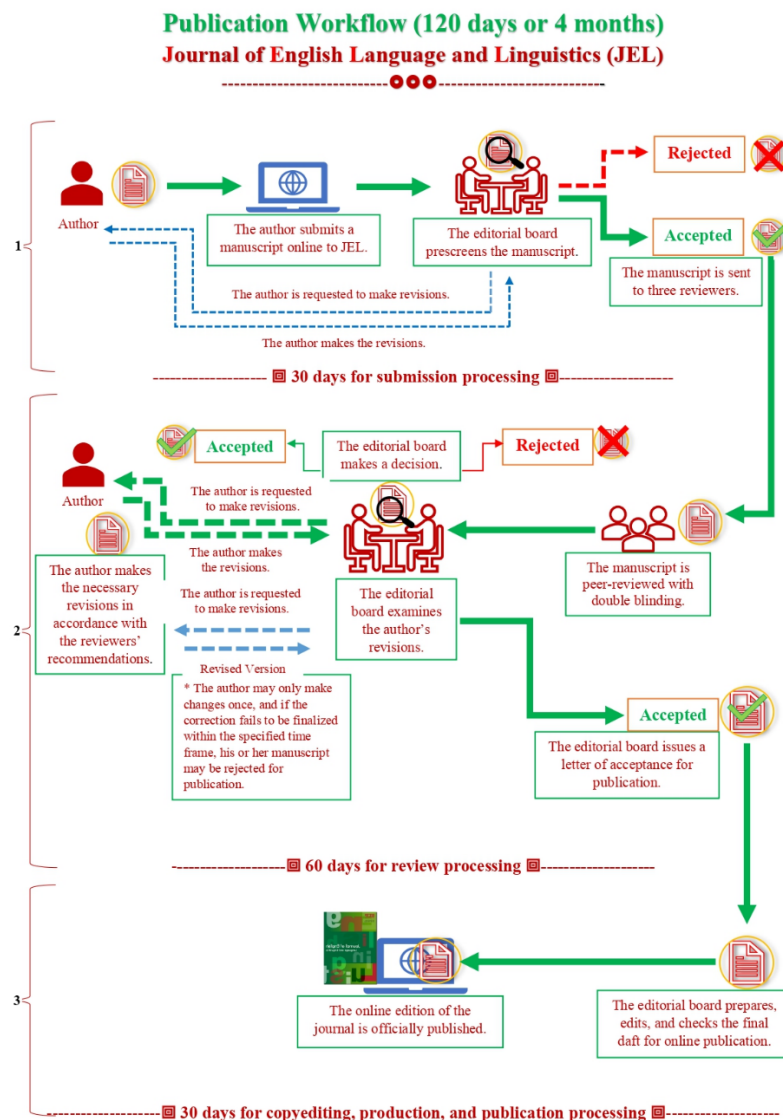 Publication Workflow (120 days or 4 months)
Journal of English Language and Linguistics (JEL)
Author
The author submits a
manuscript online to JEL.
The editorial board
prescreens the manuscript.
Rejected
Accepted
The manuscript is sent
to three reviewers.
1
The author is requested to make revisions.
The author makes the revisions.
30 days for submission processing
Accepted
The editorial board
makes a decision.
Rejected
Author
The author is requested
to make revisions.
The author makes
the revisions.
The author makes
the necessary
revisions in
accordance with
the reviewers'
recommendations.
The author is requested
to make revisions.
The editorial
board examines
the author's
revisions.
The manuscript is
peer-reviewed with
double blinding.
2
Revised Version
* The author may only make
changes once, and if the
correction fails to be finalized
within the specified time
frame, his or her manuscript
may be rejected for
publication.
Accepted
The editorial board issues a
letter of acceptance for
publication.
60 days for review processing
3
The online edition of the
journal is officially published.
The editorial board prepares,
edits, and checks the final
daft for online publication.
30 days for copyediting, production, and publication processing